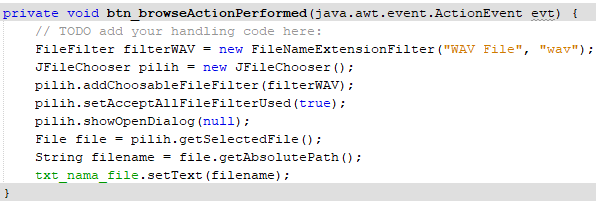 private void btn_browseActionPerformed(java.awt.event.ActionEvent evt) {
    // TODO add your handling code here:
    FileFilter filterWAV = new FileNameExtensionFilter("WAV File", "wav");
    JFileChooser pilih = new JFileChooser();
    pilih.addChoosableFileFilter(filterWAV);
    pilih.setAcceptAllFileFilterUsed(true);
    pilih.showOpenDialog(null);
    File file = pilih.getSelectedFile();
    String filename = file.getAbsolutePath();
    txt_nama_file.setText(filename);
}